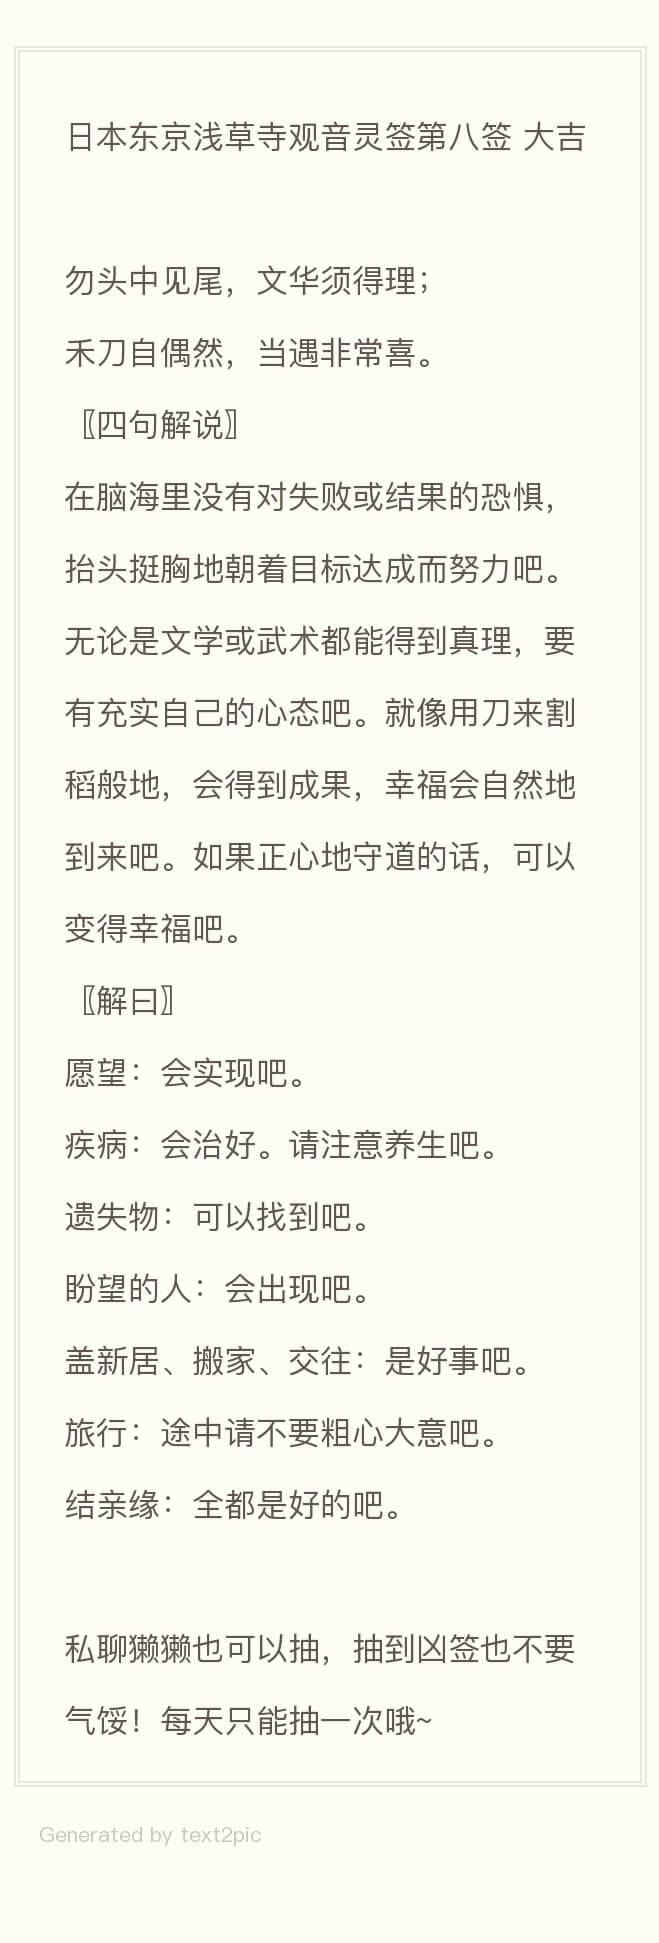 日本东京浅草寺观音灵签第八签 大吉
勿头中见尾，文华须得理；
禾刀自偶然，当遇非常喜。
〖四句解说〗
在脑海里没有对失败或结果的恐惧，
抬头挺胸地朝着目标达成而努力吧。
无论是文学或武术都能得到真理，要
有充实自己的心态吧。就像用刀来割
稻般地，会得到成果，幸福会自然地
到来吧。如果正心地守道的话，可以
变得幸福吧。
〖解曰〗
愿望：会实现吧。
疾病：会治好。请注意养生吧。
遗失物：可以找到吧。
盼望的人：会出现吧。
盖新居、搬家、交往：是好事吧。
旅行：途中请不要粗心大意吧。
结亲缘：全都是好的吧。
私聊獭獭也可以抽，抽到凶签也不要
气馁！每天只能抽一次哦~
Generated by text2pic